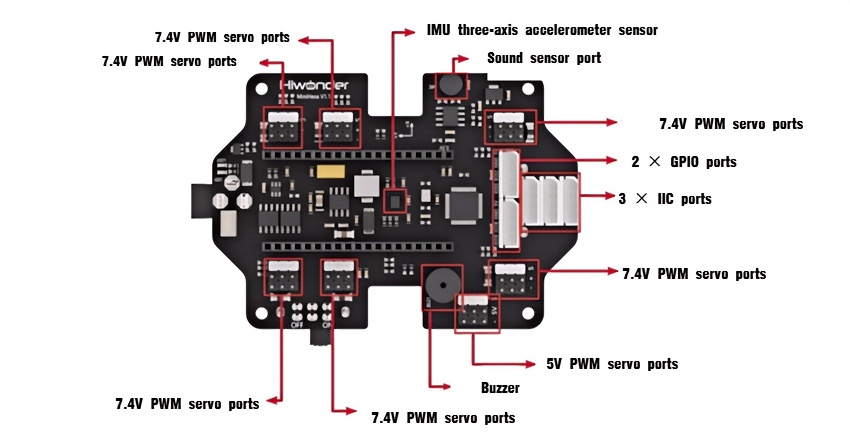 IMU three-axis accelerometer sensor
7.4V PWM servo ports
7.4V PWM servo ports
Sound sensor port
Hiwonder
7.4V PWM servo ports
2 × GPIO ports
3 × IIC ports
7.4V PWM servo ports
S
5V
OFF
5V PWM servo ports
Buzzer
7.4V PWM servo ports
7.4V PWM servo ports